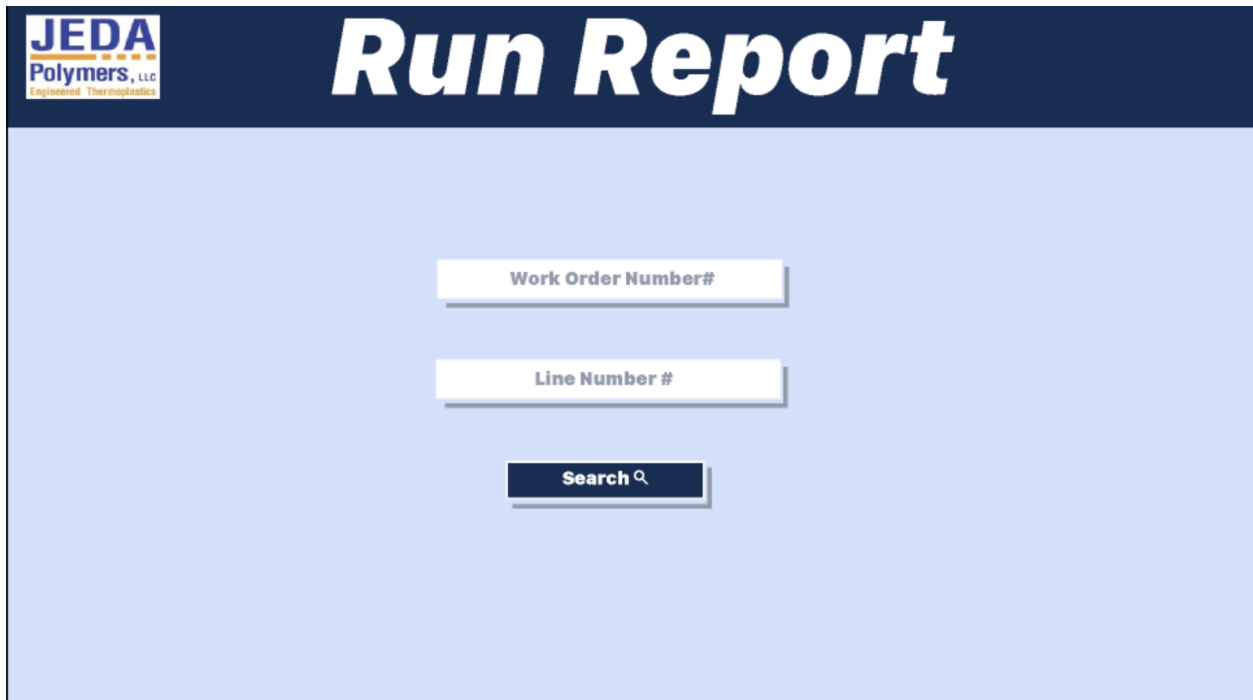 JEDA
Polymers, LLC
Engineered Thermoplastics
Run Report
Work Order Number#
Line Number #
Search